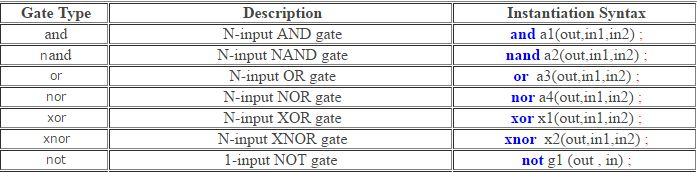 Gate Type Description Instantiation Syntax
and N-input AND gate and a1(out,in1,in2) ;
nand N-input NAND gate nand a2(out,in1,in2) ;
or N-input OR gate or a3(out,in1,in2) ;
nor N-input NOR gate nor a4(out,in1,in2) ;
xor N-input XOR gate xor x1(out,in1,in2) ;
xnor N-input XNOR gate xnor x2(out,in1,in2) ;
not 1-input NOT gate not g1 (out , in) ;